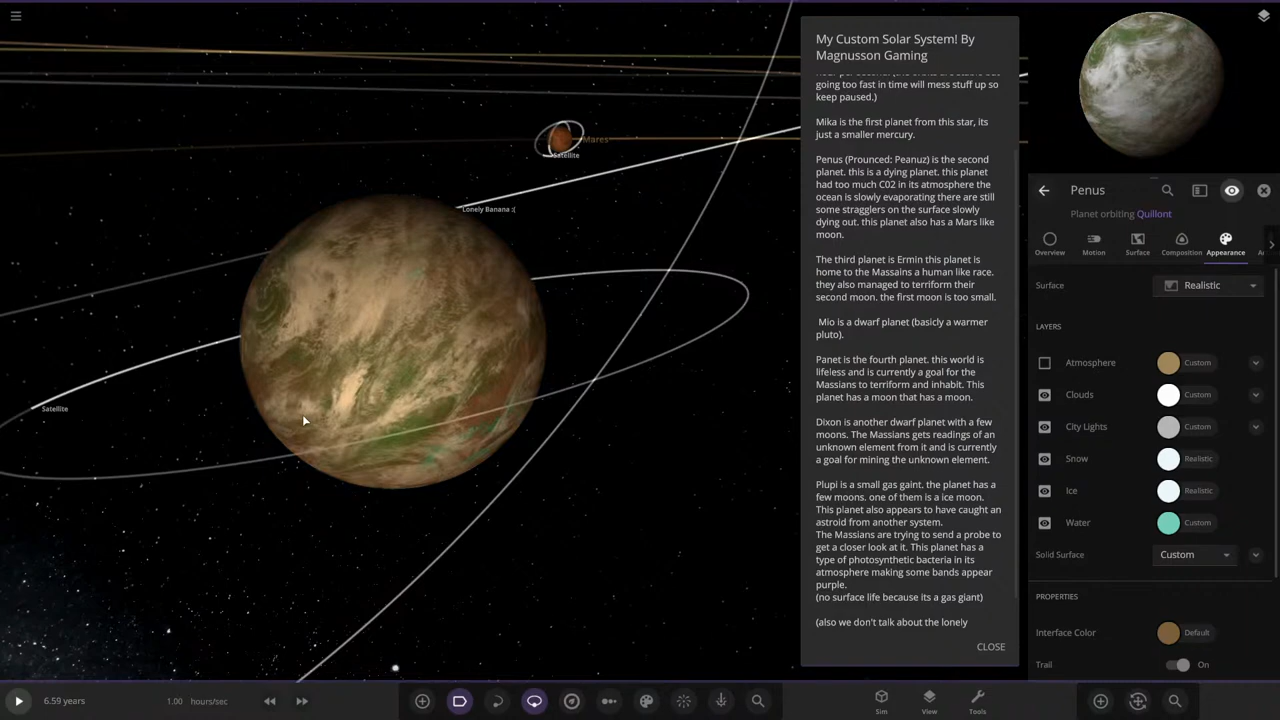 My Custom Solar System! By
Magnusson Gaming
going too fast in time will mess stuff up so
keep paused.)
Mika is the first planet from this star, its
just a smaller mercury.
Penus (Prounced: Peanuz) is the second
planet. this is a dying planet. this planet
had too much C02 in its atmosphere the
ocean is slowly evaporating there are still
some stragglers on the surface slowly
dying out. this planet also has a Mars like
moon.
The third planet is Ermin this planet is
home to the Massains a human like race.
they also managed to terriform their
second moon. the first moon is too small.
Mio is a dwarf planet (basicly a warmer
pluto).
Panet is the fourth planet. this world is
lifeless and is currently a goal for the
Massians to terriform and inhabit. This
planet has a moon that has a moon.
Dixon is another dwarf planet with a few
moons. The Massians gets readings of an
unknown element from it and is currently
a goal for mining the unknown element.
Plupi is a small gas gaint. the planet has a
few moons. one of them is a ice moon.
This planet also appears to have caught an
astroid from another system.
The Massians are trying to send a probe to
get a closer look at it. This planet has a
type of photosynthetic bacteria in its
atmosphere making some bands appear
purple.
(no surface life because its a gas giant)
(also we don't talk about the lonely
CLOSE
Mares
Satellite
Lonely Banana :(
Satellite
Penus
Planet orbiting Quillont
Overview
Motion
Surface
Composition
Appearance
Surface
Realistic
LAYERS
Atmosphere
Custom
Clouds
Custom
City Lights
Custom
Snow
Realistic
Ice
Realistic
Water
Custom
Solid Surface
Custom
PROPERTIES
Interface Color
Default
Trail
On
6.59 years
1.00 hours/sec
Sim
View
Tools